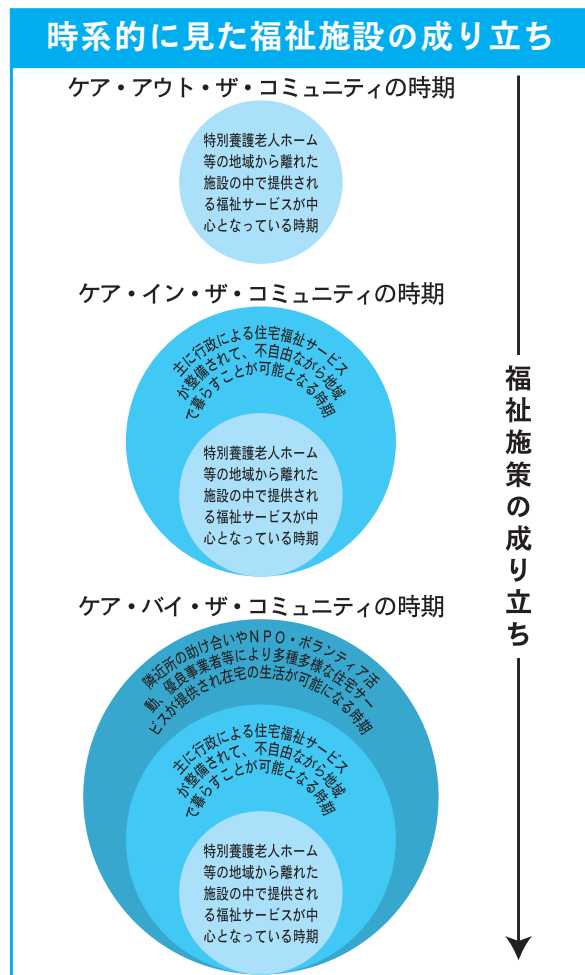 時系的に見た福祉施設の成り立ち
ケア・アウト・ザ・コミュニティの時期
特別養護老人ホーム
等の地域から離れた
施設の中で提供され
る福祉サービスが中
心となっている時期
ケア・イン・ザ・コミュニティの時期
主に行政による住宅福祉サービス
が整備されて、不自由ながら地域
で暮らすことが可能となる時期
特別養護老人ホーム
等の地域から離れた
施設の中で提供され
る福祉サービスが中
心となっている時期
ケア・バイ・ザ・コミュニティの時期
隣近所の助け合いやNPO・ボランティア活
動、優良事業者等により多種多様な住宅サー
ビスが提供され在宅の生活が可能になる時期
主に行政による住宅福祉サービス
が整備されて、不自由ながら地域
で暮らすことが可能となる時期
特別養護老人ホーム
等の地域から離れた
施設の中で提供され
る福祉サービスが中
心となっている時期
福祉施策の成り立ち